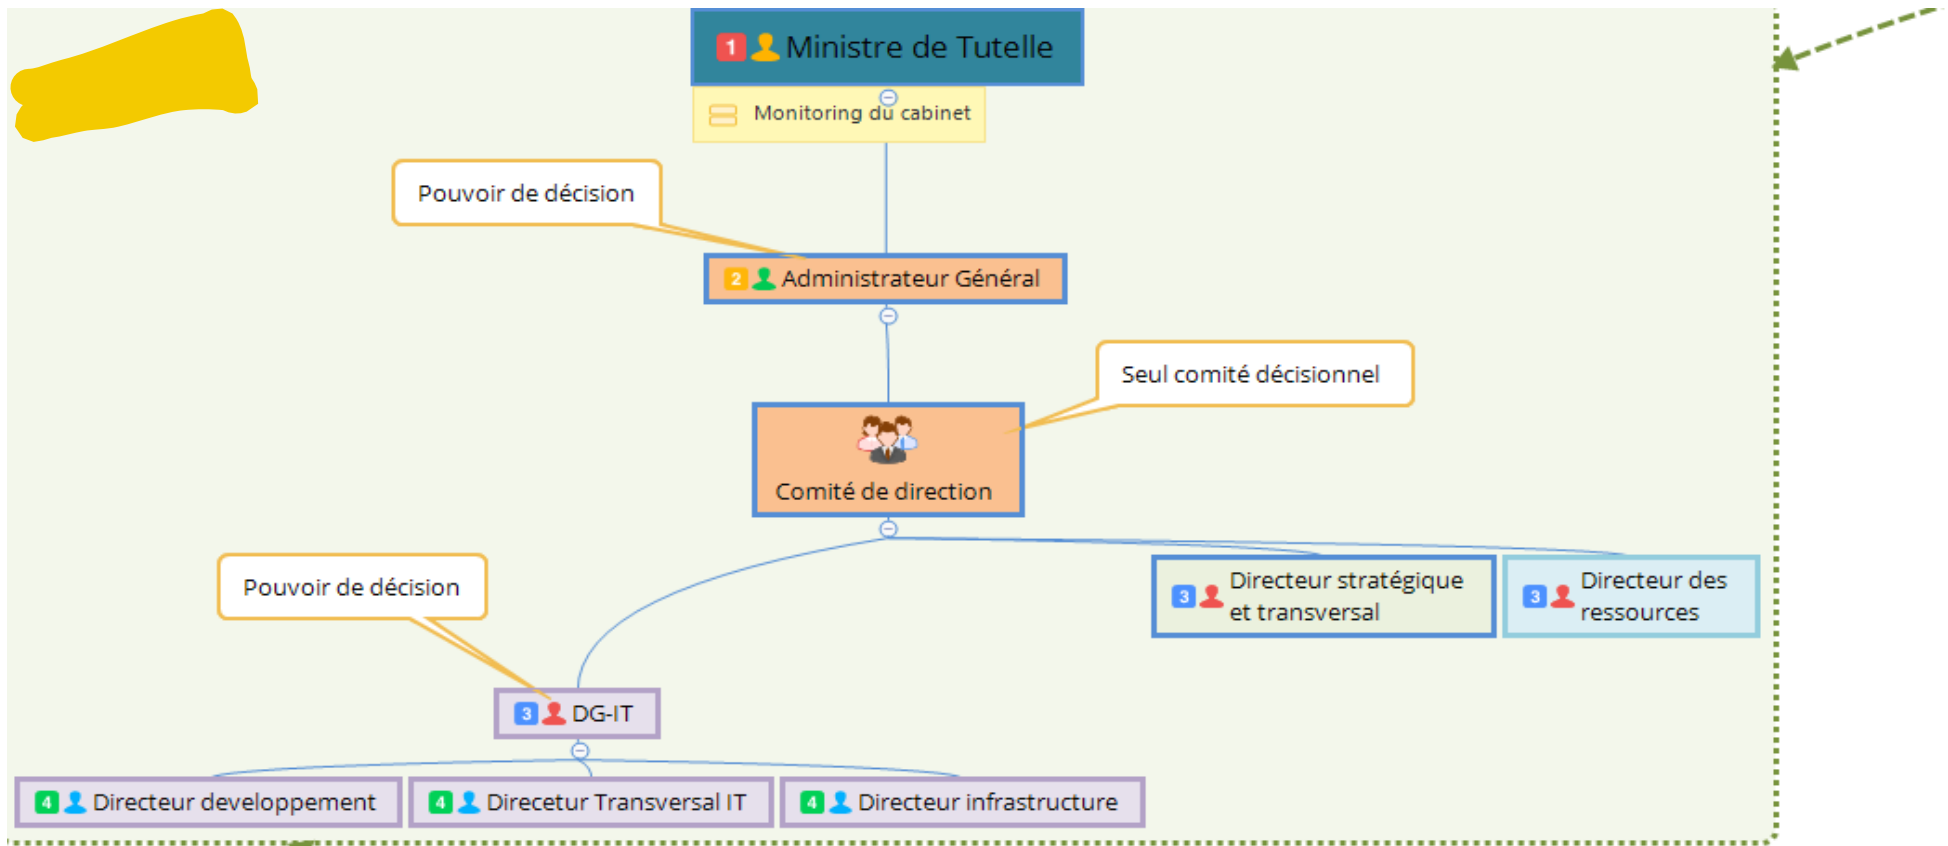 1 Ministre de Tutelle
Monitoring du cabinet
Pouvoir de décision
2 Administrateur Général
Seul comité décisionnel
Comité de direction
3 Directeur stratégique
et transversal
3 Directeur des
ressources
Pouvoir de décision
3 DG-IT
4 Directeur developpement
4 Direcetur Transversal IT
4 Directeur infrastructure